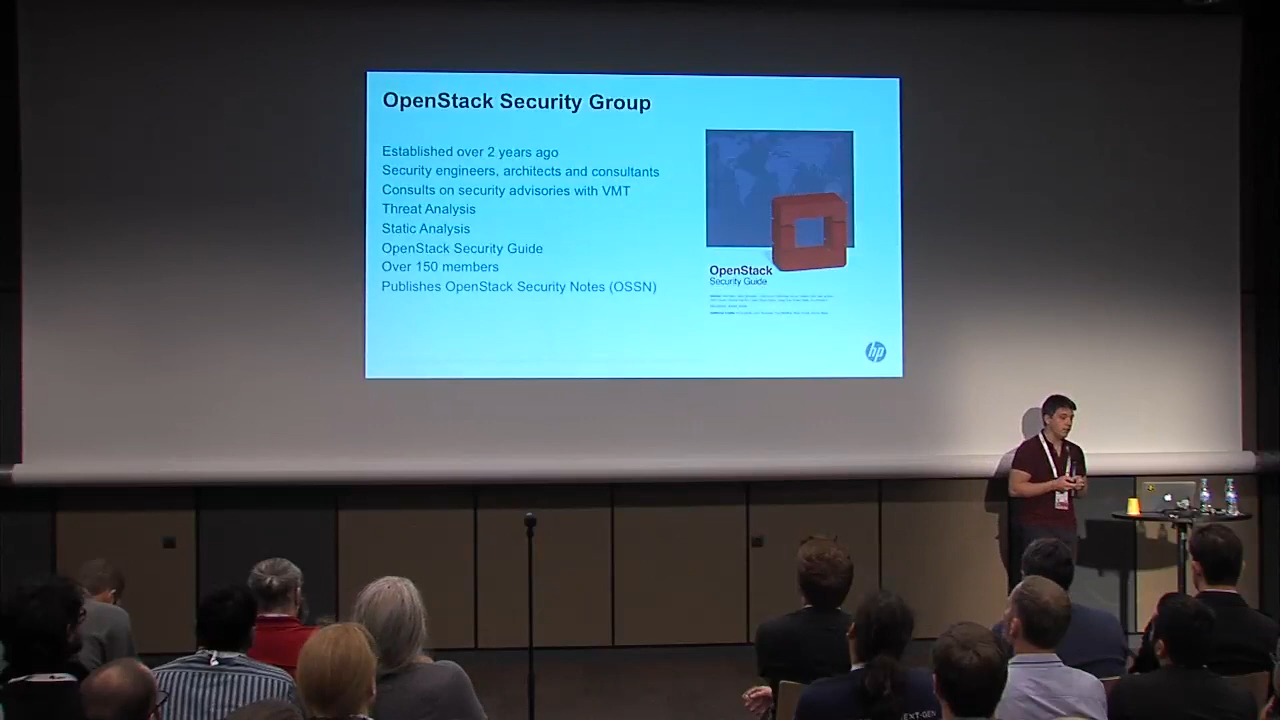 OpenStack Security Group
Established over 2 years ago
Security engineers, architects and consultants
Consults on security advisories with VMT
Threat Analysis
Static Analysis
OpenStack Security Guide
Over 150 members
Publishes OpenStack Security Notes (OSSN)
OpenStack
Security Guide
hp
NEXT-GEN